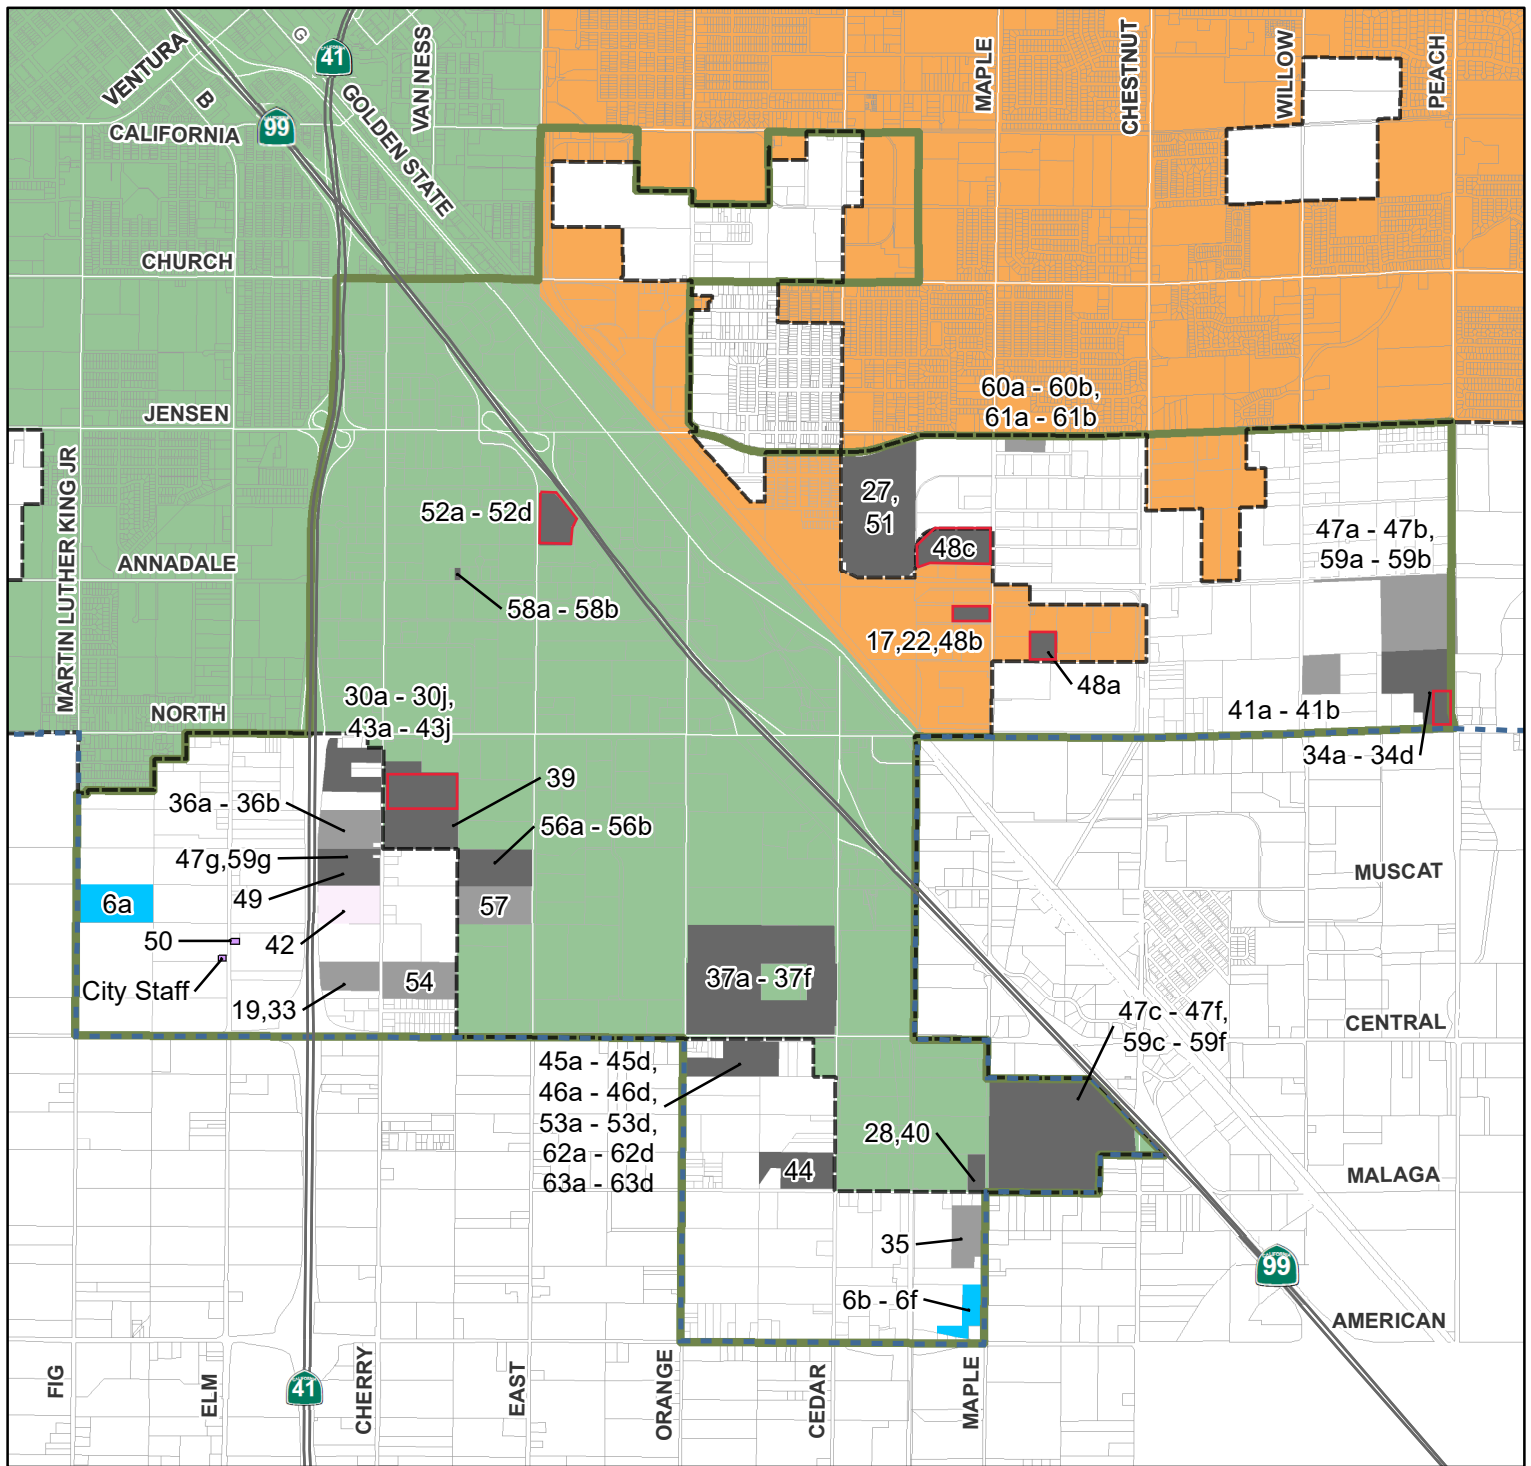 VENTURA
G
41
VAN NESS
MAPLE
CHESTNUT
WILLOW
PEACH
B
99
CALIFORNIA
GOLDEN STATE
CHURCH
JENSEN
60a - 60b,
61a - 61b
MARTIN LUTHER KING JR
52a - 52d
27,
51
48c
47a - 47b,
59a - 59b
ANNADALE
58a - 58b
17,22,48b
48a
41a - 41b
34a - 34d
NORTH
30a - 30j,
43a - 43j
39
36a - 36b
56a - 56b
47g,59g
49
MUSCAT
6a
57
50
42
City Staff
19,33
54
37a - 37f
47c - 47f,
59c - 59f
CENTRAL
45a - 45d,
46a - 46d,
53a - 53d,
62a - 62d
63a - 63d
28,40
44
MALAGA
35
99
6b - 6f
AMERICAN
FIG
ELM
41
CHERRY
EAST
ORANGE
CEDAR
MAPLE